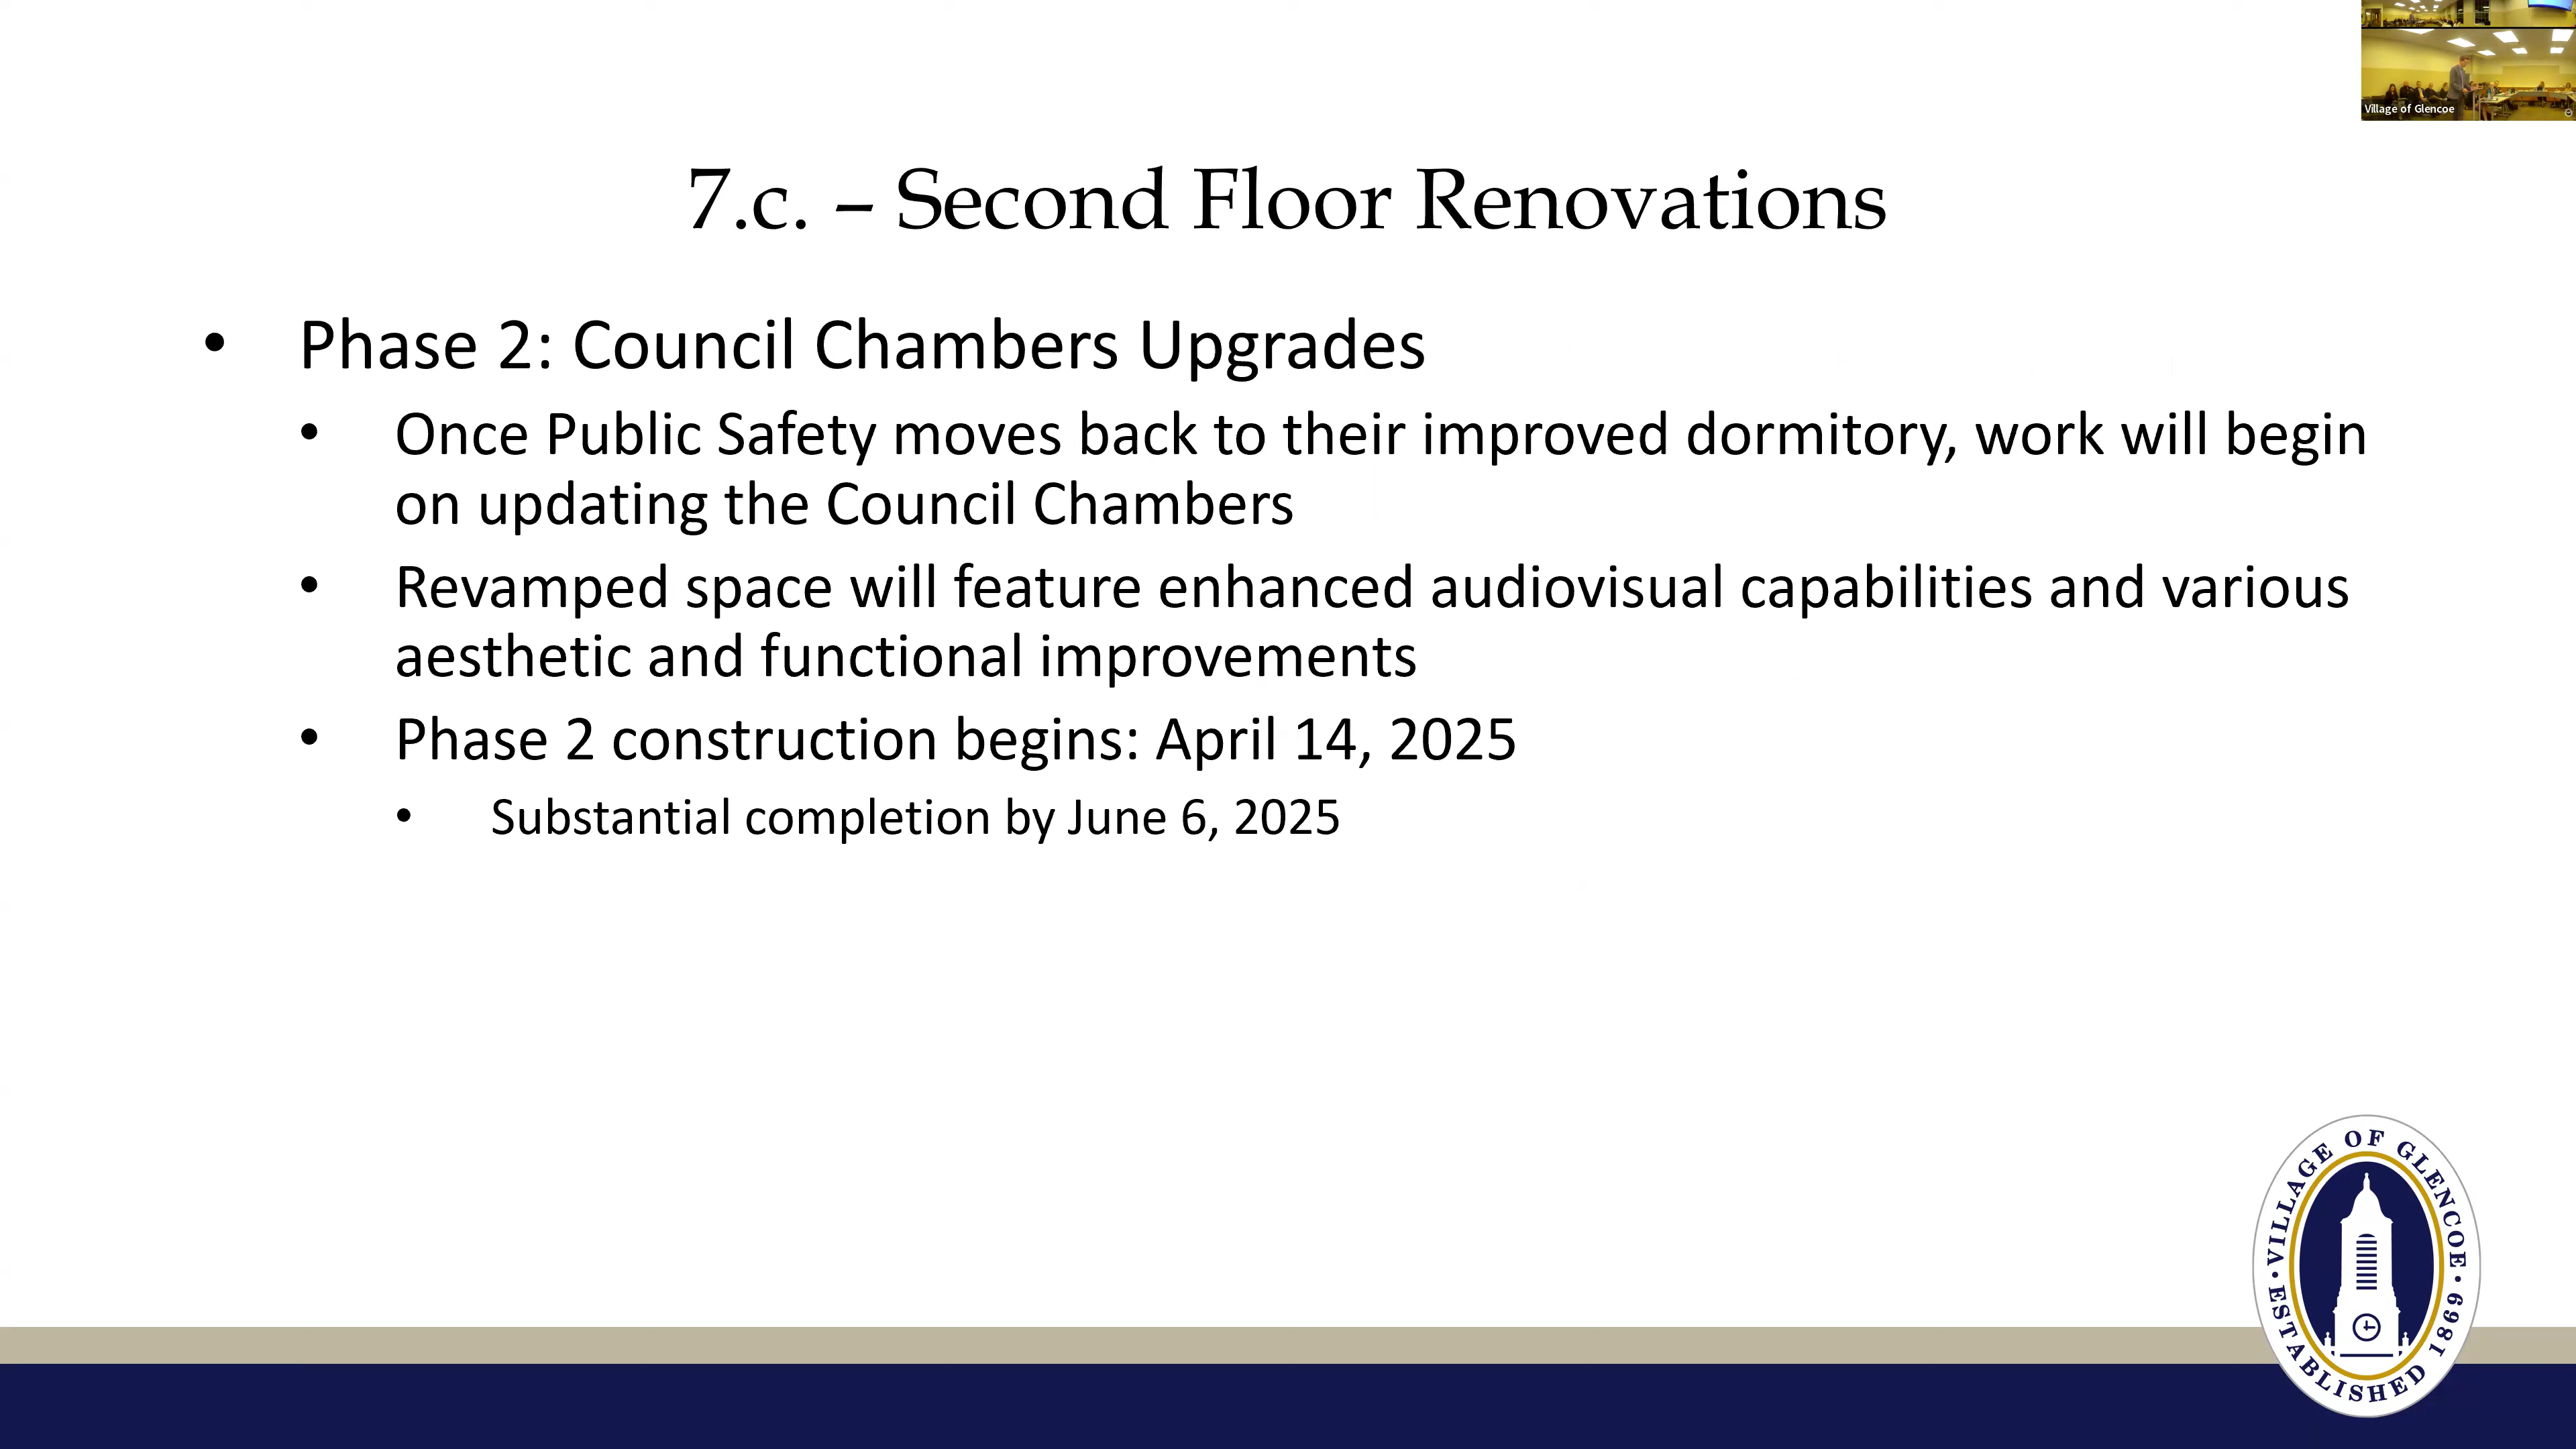 Village of Glencoe
7.c. – Second Floor Renovations
• Phase 2: Council Chambers Upgrades
• Once Public Safety moves back to their improved dormitory, work will begin
on updating the Council Chambers
• Revamped space will feature enhanced audiovisual capabilities and various
aesthetic and functional improvements
• Phase 2 construction begins: April 14, 2025
• Substantial completion by June 6, 2025
VILLAGE OF GLENCOE
• ESTABLISHED 1869 •